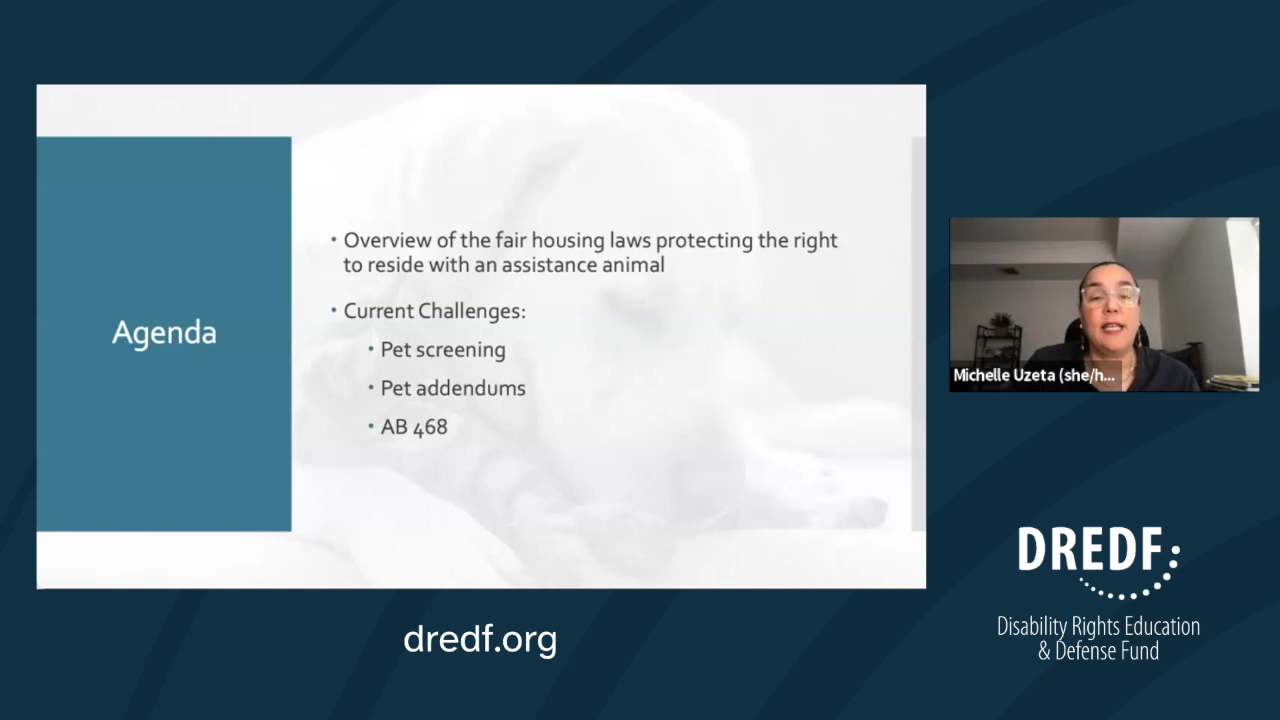 Agenda
• Overview of the fair housing laws protecting the right
to reside with an assistance animal
• Current Challenges:
• Pet screening
• Pet addendums
• AB 468
Michelle Uzeta (she/h...
dredf.org
DREDF
Disability Rights Education
& Defense Fund